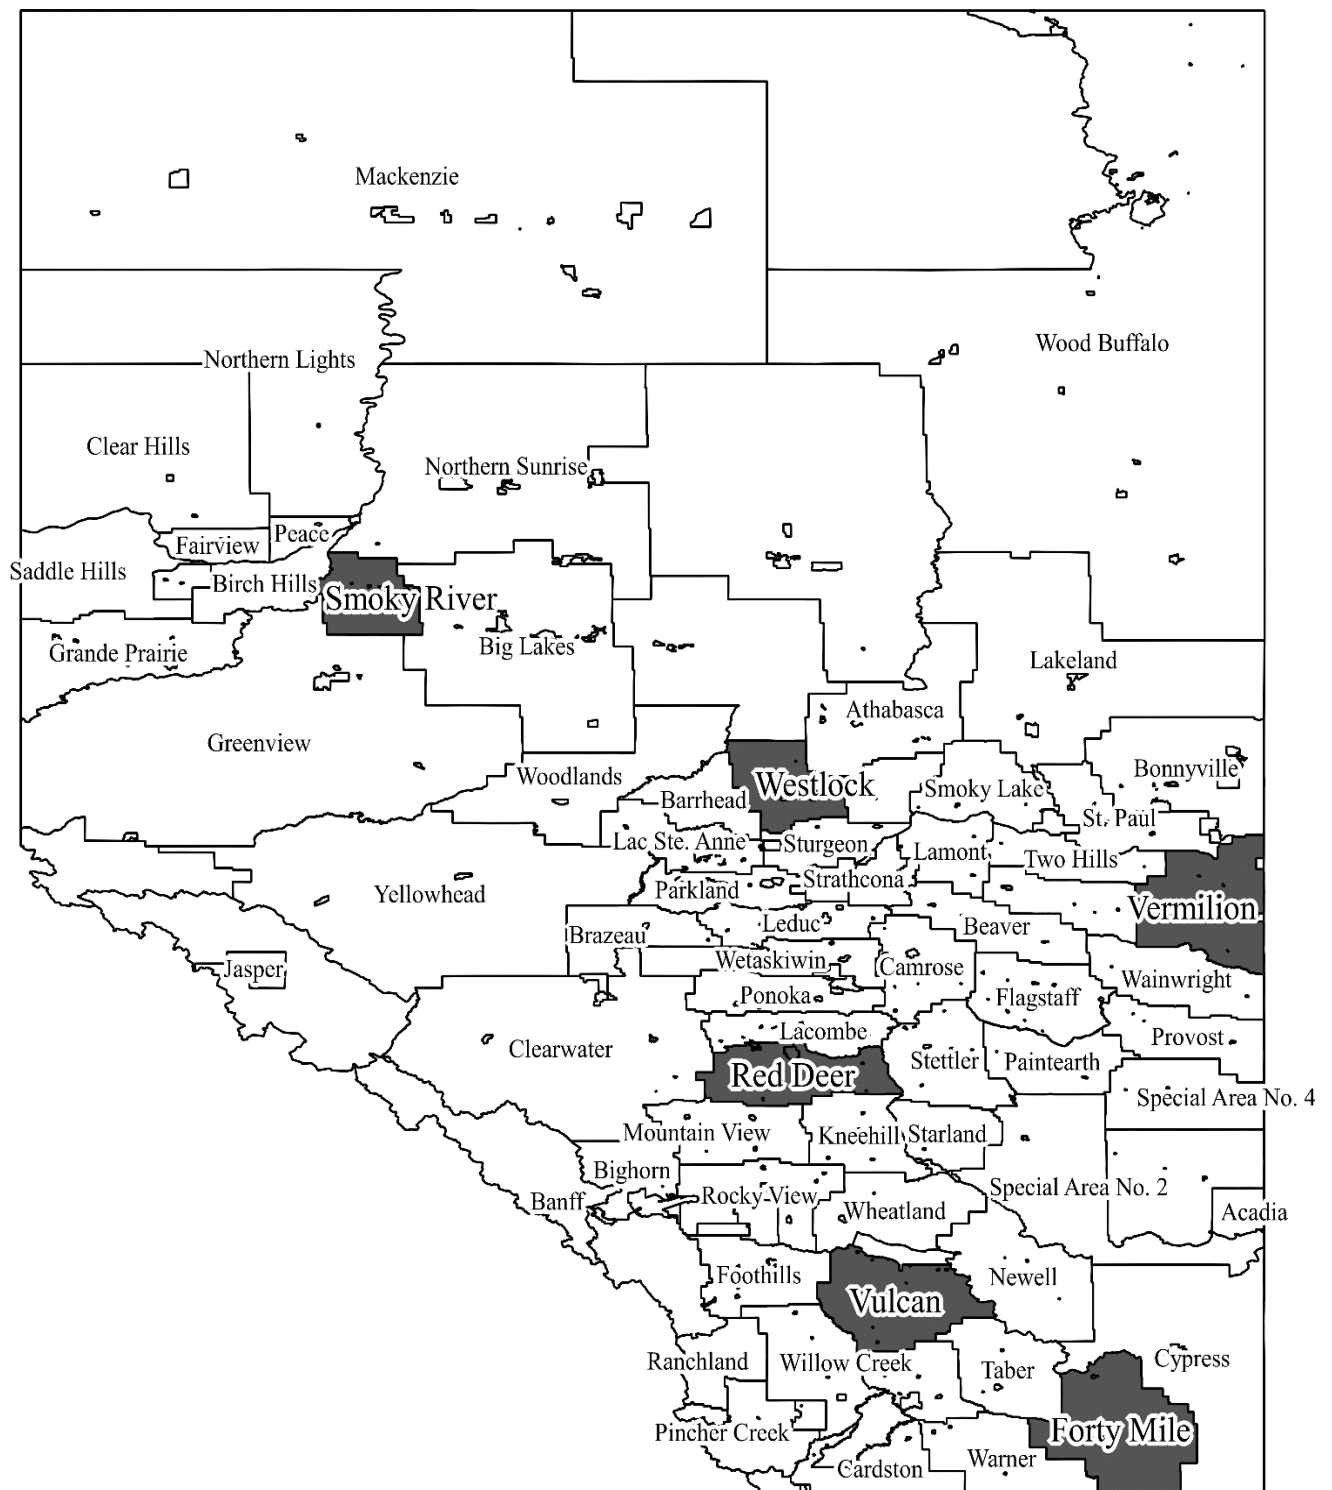 Mackenzie
Wood Buffalo
Northern Lights
Clear Hills
Northern Sunrise
Peace
Fairview
Saddle Hills
Birch Hills
Smoky River
Big Lakes
Grande Prairie
Lakeland
Athabasca
Greenview
Woodlands
Westlock
Bonnyville
Smoky Lake
Barrhead
St. Paul
Lac Ste. Anne
Sturgeon
Lamont
Two Hills
Strathcona
Parkland
Yellowhead
Vermilion
Leduc
Beaver
Brazeau
Wetaskiwin
Camrose
Jasper
Wainwright
Ponoka
Flagstaff
Lacombe
Provost
Clearwater
Stettler
Paintearth
Red Deer
Special Area No. 4
Mountain View
Kneehill
Starland
Bighorn
Special Area No. 2
Rocky View
Banff
Wheatland
Acadia
Foothills
Newell
Vulcan
Cypress
Ranchland
Willow Creek
Taber
Forty Mile
Pincher Creek
Warner
Cardston